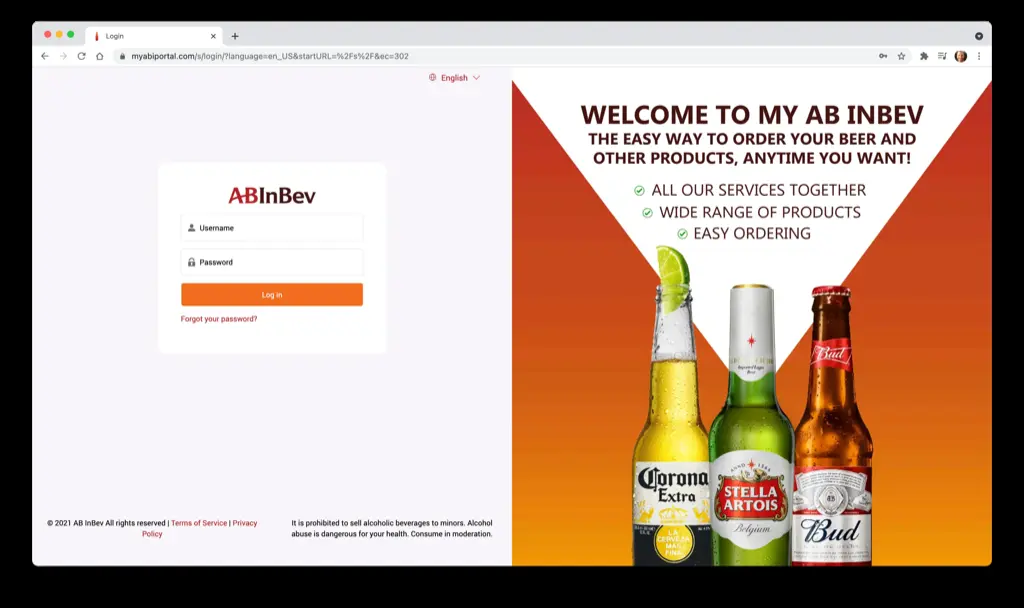 Login
myabiportal.com/s/login/?language=en_US&startURL=%2Fs%2F&ec=302
English
ABInBev
Username
Password
Log in
Forgot your password?
© 2021 AB InBev All rights reserved | Terms of Service | Privacy
Policy
It is prohibited to sell alcoholic beverages to minors. Alcohol
abuse is dangerous for your health. Consume in moderation.
WELCOME TO MY AB INBEV
THE EASY WAY TO ORDER YOUR BEER AND
OTHER PRODUCTS, ANYTIME YOU WANT!
ALL OUR SERVICES TOGETHER
WIDE RANGE OF PRODUCTS
EASY ORDERING
Corona
Extra
LA
CERVEZA
MAS
FINA
ANNO 1366
STELLA
ARTOIS
Belgium
Bud
Bud